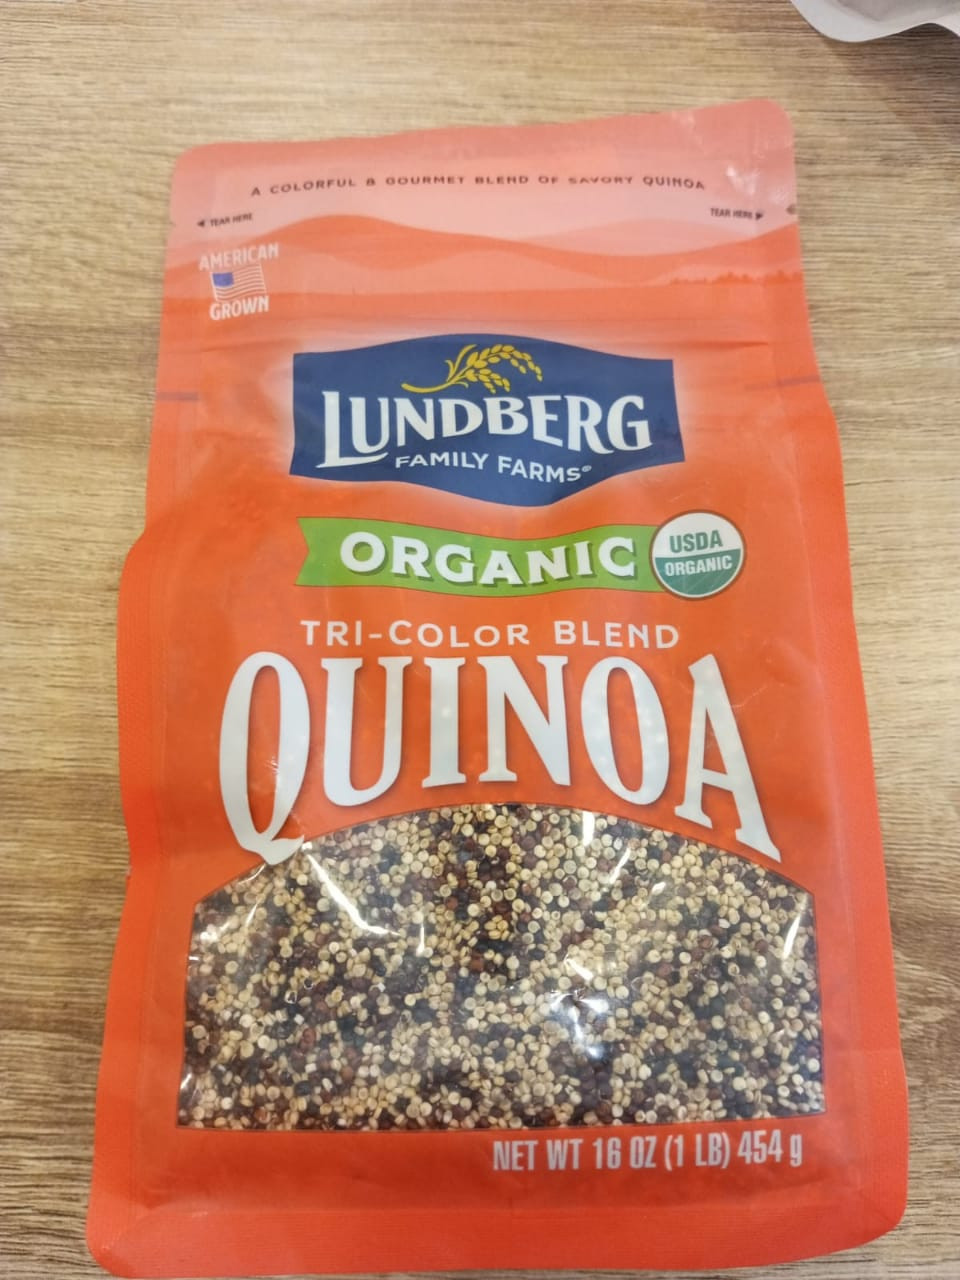 A COLORFUL & GOURMET BLEND OF SAVORY QUINOA
TEAR HERE
TEAR HERE
AMERICAN
GROWN
LUNDBERG
FAMILY FARMS®
ORGANIC
USDA
ORGANIC
TRI-COLOR BLEND
QUINOA
NET WT 16 OZ (1 LB) 454 g